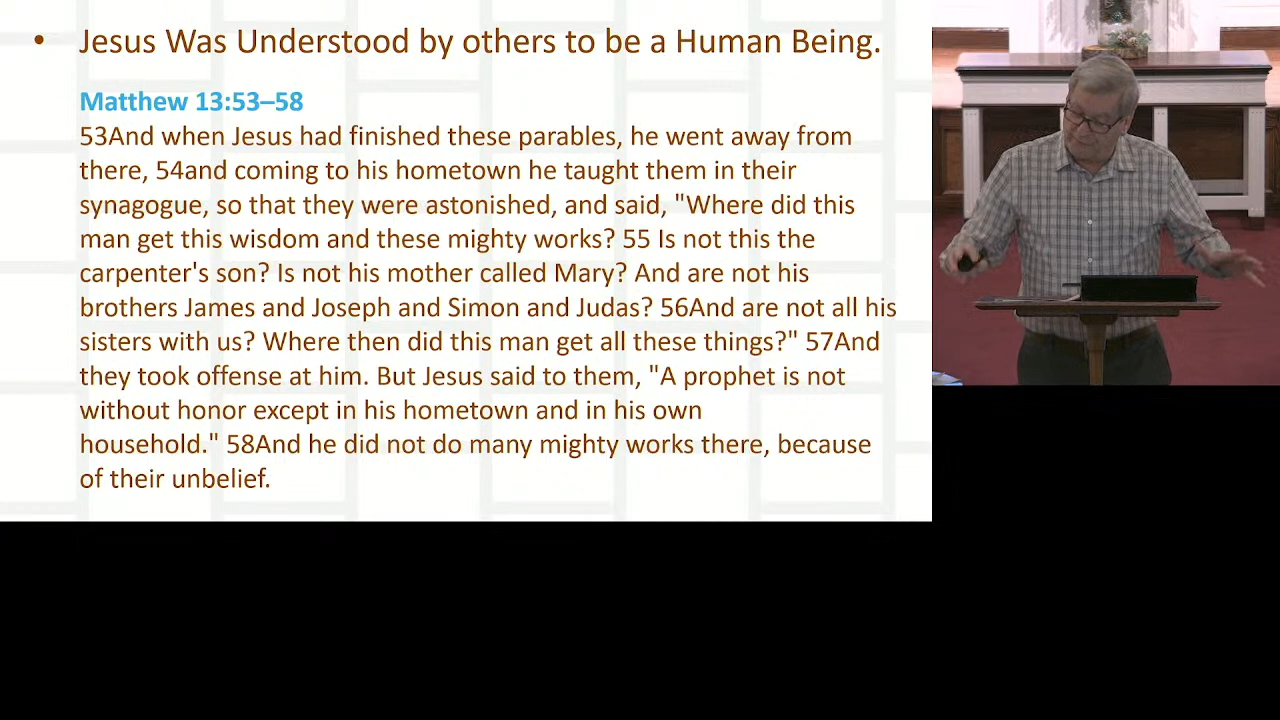 • Jesus Was Understood by others to be a Human Being.
Matthew 13:53–58
53And when Jesus had finished these parables, he went away from
there, 54and coming to his hometown he taught them in their
synagogue, so that they were astonished, and said, "Where did this
man get this wisdom and these mighty works? 55 Is not this the
carpenter's son? Is not his mother called Mary? And are not his
brothers James and Joseph and Simon and Judas? 56And are not all his
sisters with us? Where then did this man get all these things?" 57And
they took offense at him. But Jesus said to them, "A prophet is not
without honor except in his hometown and in his own
household." 58And he did not do many mighty works there, because
of their unbelief.